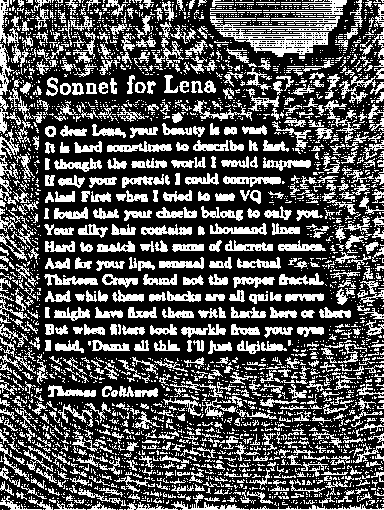 Sonnet for Lena
O dear Lena, your beauty is so vast
It is hard sometimes to describe it fast.
I thought the entire world I would impress
If only your portrait I could compress.
Alas! First when I tried to use VQ
I found that your cheeks belong to only you.
Your silky hair contains a thousand lines
Hard to match with sums of discrete cosines.
And for your lips, sensual and tactual
Thirteen Crays found not the proper fractal.
And while these setbacks are all quite severe
I might have fixed them with hacks here or there
But when filters took sparkle from your eyes
I said, 'Damn all this. I'll just digitize.'
Thomas Colthurst